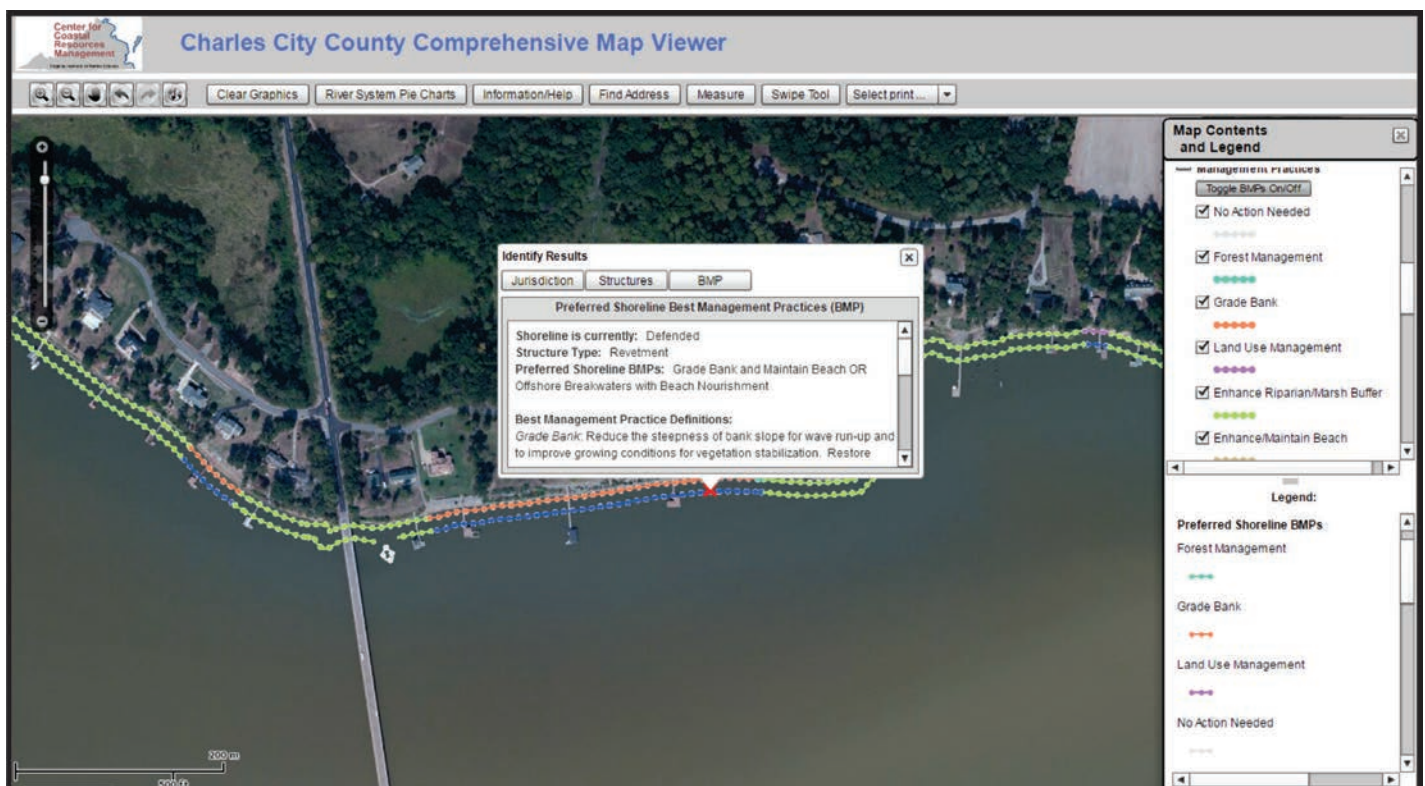 Center for
Coastal
Resources
Management
Charles City County Comprehensive Map Viewer
Clear Graphics
River System Pie Charts
Information/Help
Find Address
Measure
Swipe Tool
Select print ...
Map Contents
and Legend
Management Practices
Toggle BMPs On/Off
No Action Needed
Forest Management
Grade Bank
Land Use Management
Enhance Riparian/Marsh Buffer
Enhance/Maintain Beach
Identify Results
Jurisdiction
Structures
BMP
Preferred Shoreline Best Management Practices (BMP)
Shoreline is currently: Defended
Structure Type: Revetment
Preferred Shoreline BMPs: Grade Bank and Maintain Beach OR
Offshore Breakwaters with Beach Nourishment
Best Management Practice Definitions:
Grade Bank: Reduce the steepness of bank slope for wave run-up and
to improve growing conditions for vegetation stabilization. Restore
Legend:
Preferred Shoreline BMPs
Forest Management
Grade Bank
Land Use Management
No Action Needed
200 m
500 ft